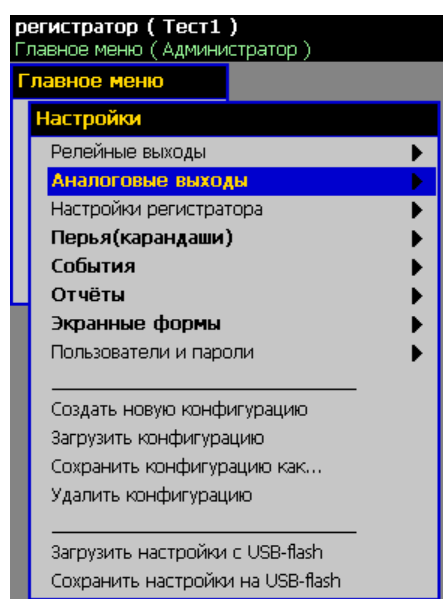 регистратор ( Тест1 )
Главное меню ( Администратор )
Главное меню
Настройки
Релейные выходы
Аналоговые выходы
Настройки регистратора
Перья(карандаши)
События
Отчёты
Экранные формы
Пользователи и пароли
Создать новую конфигурацию
Загрузить конфигурацию
Сохранить конфигурацию как...
Удалить конфигурацию
Загрузить настройки с USB-flash
Сохранить настройки на USB-flash